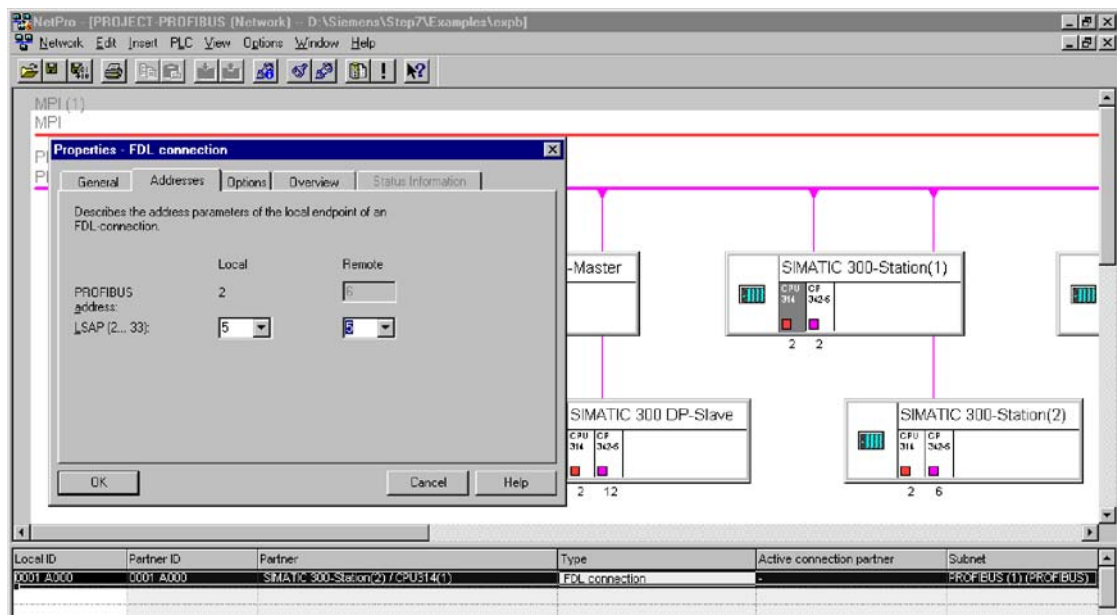 NetPro - [PROJECT-PROFIBUS (Network) -- D:\Siemens\Step7\Examples\expb]
Network Edit Insert PLC View Options Window Help
MPI (1)
MPI
Properties - FDL connection
General Addresses Options Overview Status Information
Describes the address parameters of the local endpoint of an
FDL-connection.
Local Remote
PROFIBUS
address: 2 6
LSAP (2... 33): 5 5
OK Cancel Help
-Master
SIMATIC 300-Station(1)
CPU CP
314 342-5
2 2
SIMATIC 300 DP-Slave
CPU CP
314 342-5
2 12
SIMATIC 300-Station(2)
CPU CP
314 342-5
2 6
Local ID Partner ID Partner Type Active connection partner Subnet
0001 A000 0001 A000 SIMATIC 300-Station(2) / CPU314(1) FDL connection - PROFIBUS (1) (PROFIBUS)